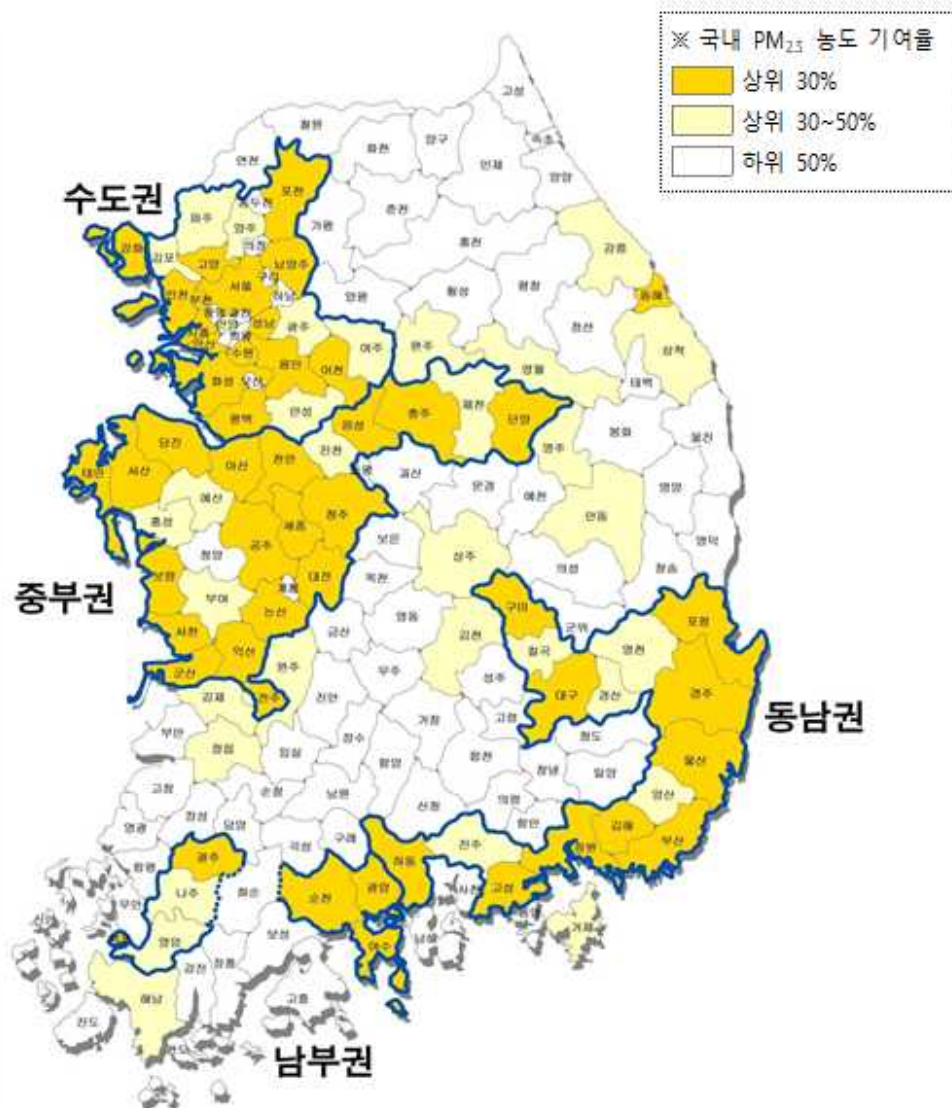 ※ 국내 PM₂.₅ 농도 기여율
상위 30%
상위 30~50%
하위 50%
수도권
중부권
동남권
남부권
고성
철원
속초
양구
화천
인제
연천
양양
포천
춘천
파주
양주
가평
홍천
강릉
강화
김포
고양
남양주
서울
구리
하남
인천
부천
양평
횡성
평창
동해
정선
성남
광주
여주
원주
삼척
수원
용인
이천
영월
태백
화성
평택
안성
음성
충주
제천
단양
봉화
울진
영주
당진
진천
태안
서산
아산
천안
괴산
문경
예천
영양
예산
청주
안동
홍성
세종
공주
보은
상주
의성
영덕
청송
청양
대전
보령
부여
계룡
논산
옥천
영동
구미
군위
포항
서천
금산
김천
칠곡
영천
익산
완주
무주
성주
대구
경산
경주
군산
전주
김제
진안
고령
청도
부안
정읍
임실
장수
거창
합천
창녕
밀양
울산
고창
순창
남원
함양
산청
의령
함안
양산
영광
장성
담양
곡성
구례
진주
창원
김해
부산
함평
광주
하동
무안
나주
화순
순천
광양
사천
고성
신안
영암
보성
여수
남해
거제
강진
장흥
해남
고흥
진도
완도